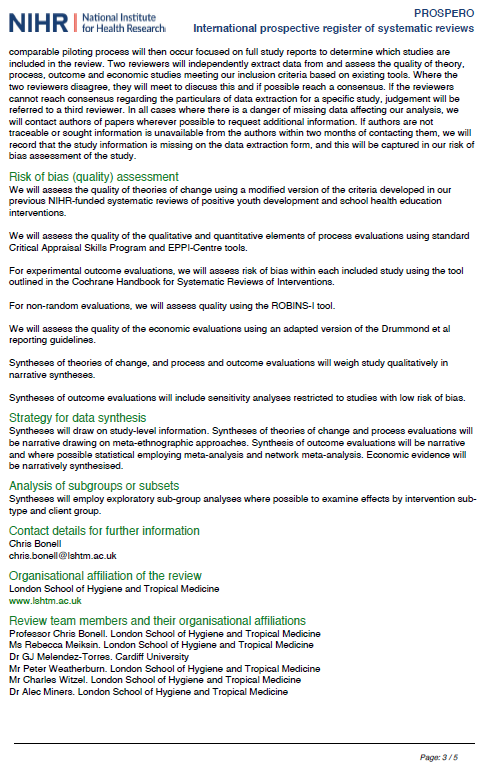 NIHR | National Institute
for Health Research
PROSPERO
International prospective register of systematic reviews
comparable piloting process will then occur focused on full study reports to determine which studies are
included in the review. Two reviewers will independently extract data from and assess the quality of theory,
process, outcome and economic studies meeting our inclusion criteria based on existing tools. Where the
two reviewers disagree, they will meet to discuss this and if possible reach a consensus. If the reviewers
cannot reach consensus regarding the particulars of data extraction for a specific study, judgement will be
referred to a third reviewer. In all cases where there is a danger of missing data affecting our analysis, we
will contact authors of papers wherever possible to request additional information. If authors are not
traceable or sought information is unavailable from the authors within two months of contacting them, we will
record that the study information is missing on the data extraction form, and this will be captured in our risk of
bias assessment of the study.
Risk of bias (quality) assessment
We will assess the quality of theories of change using a modified version of the criteria developed in our
previous NIHR-funded systematic reviews of positive youth development and school health education
interventions.
We will assess the quality of the qualitative and quantitative elements of process evaluations using standard
Critical Appraisal Skills Program and EPPI-Centre tools.
For experimental outcome evaluations, we will assess risk of bias within each included study using the tool
outlined in the Cochrane Handbook for Systematic Reviews of Interventions.
For non-random evaluations, we will assess quality using the ROBINS-I tool.
We will assess the quality of the economic evaluations using an adapted version of the Drummond et al
reporting guidelines.
Syntheses of theories of change, and process and outcome evaluations will weigh study qualitatively in
narrative syntheses.
Syntheses of outcome evaluations will include sensitivity analyses restricted to studies with low risk of bias.
Strategy for data synthesis
Syntheses will draw on study-level information. Syntheses of theories of change and process evaluations will
be narrative drawing on meta-ethnographic approaches. Synthesis of outcome evaluations will be narrative
and where possible statistical employing meta-analysis and network meta-analysis. Economic evidence will
be narratively synthesised.
Analysis of subgroups or subsets
Syntheses will employ exploratory sub-group analyses where possible to examine effects by intervention sub-
type and client group.
Contact details for further information
Chris Bonell
chris.bonell@lshtm.ac.uk
Organisational affiliation of the review
London School of Hygiene and Tropical Medicine
www.lshtm.ac.uk
Review team members and their organisational affiliations
Professor Chris Bonell. London School of Hygiene and Tropical Medicine
Ms Rebecca Meiksin. London School of Hygiene and Tropical Medicine
Dr GJ Melendez-Torres. Cardiff University
Mr Peter Weatherburn. London School of Hygiene and Tropical Medicine
Mr Charles Witzel. London School of Hygiene and Tropical Medicine
Dr Alec Miners. London School of Hygiene and Tropical Medicine
Page: 3 / 5